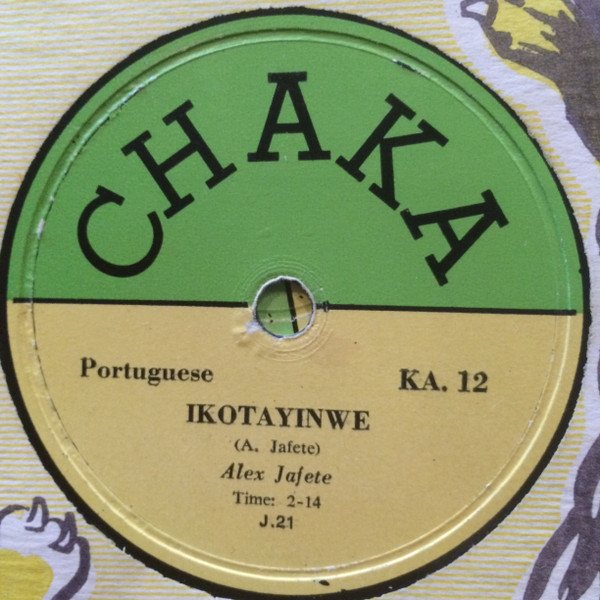 CHAKA
Portuguese KA. 12
IKOTAYINWE
(A. Jafete)
Alex Jafete
Time: 2-14
J.21